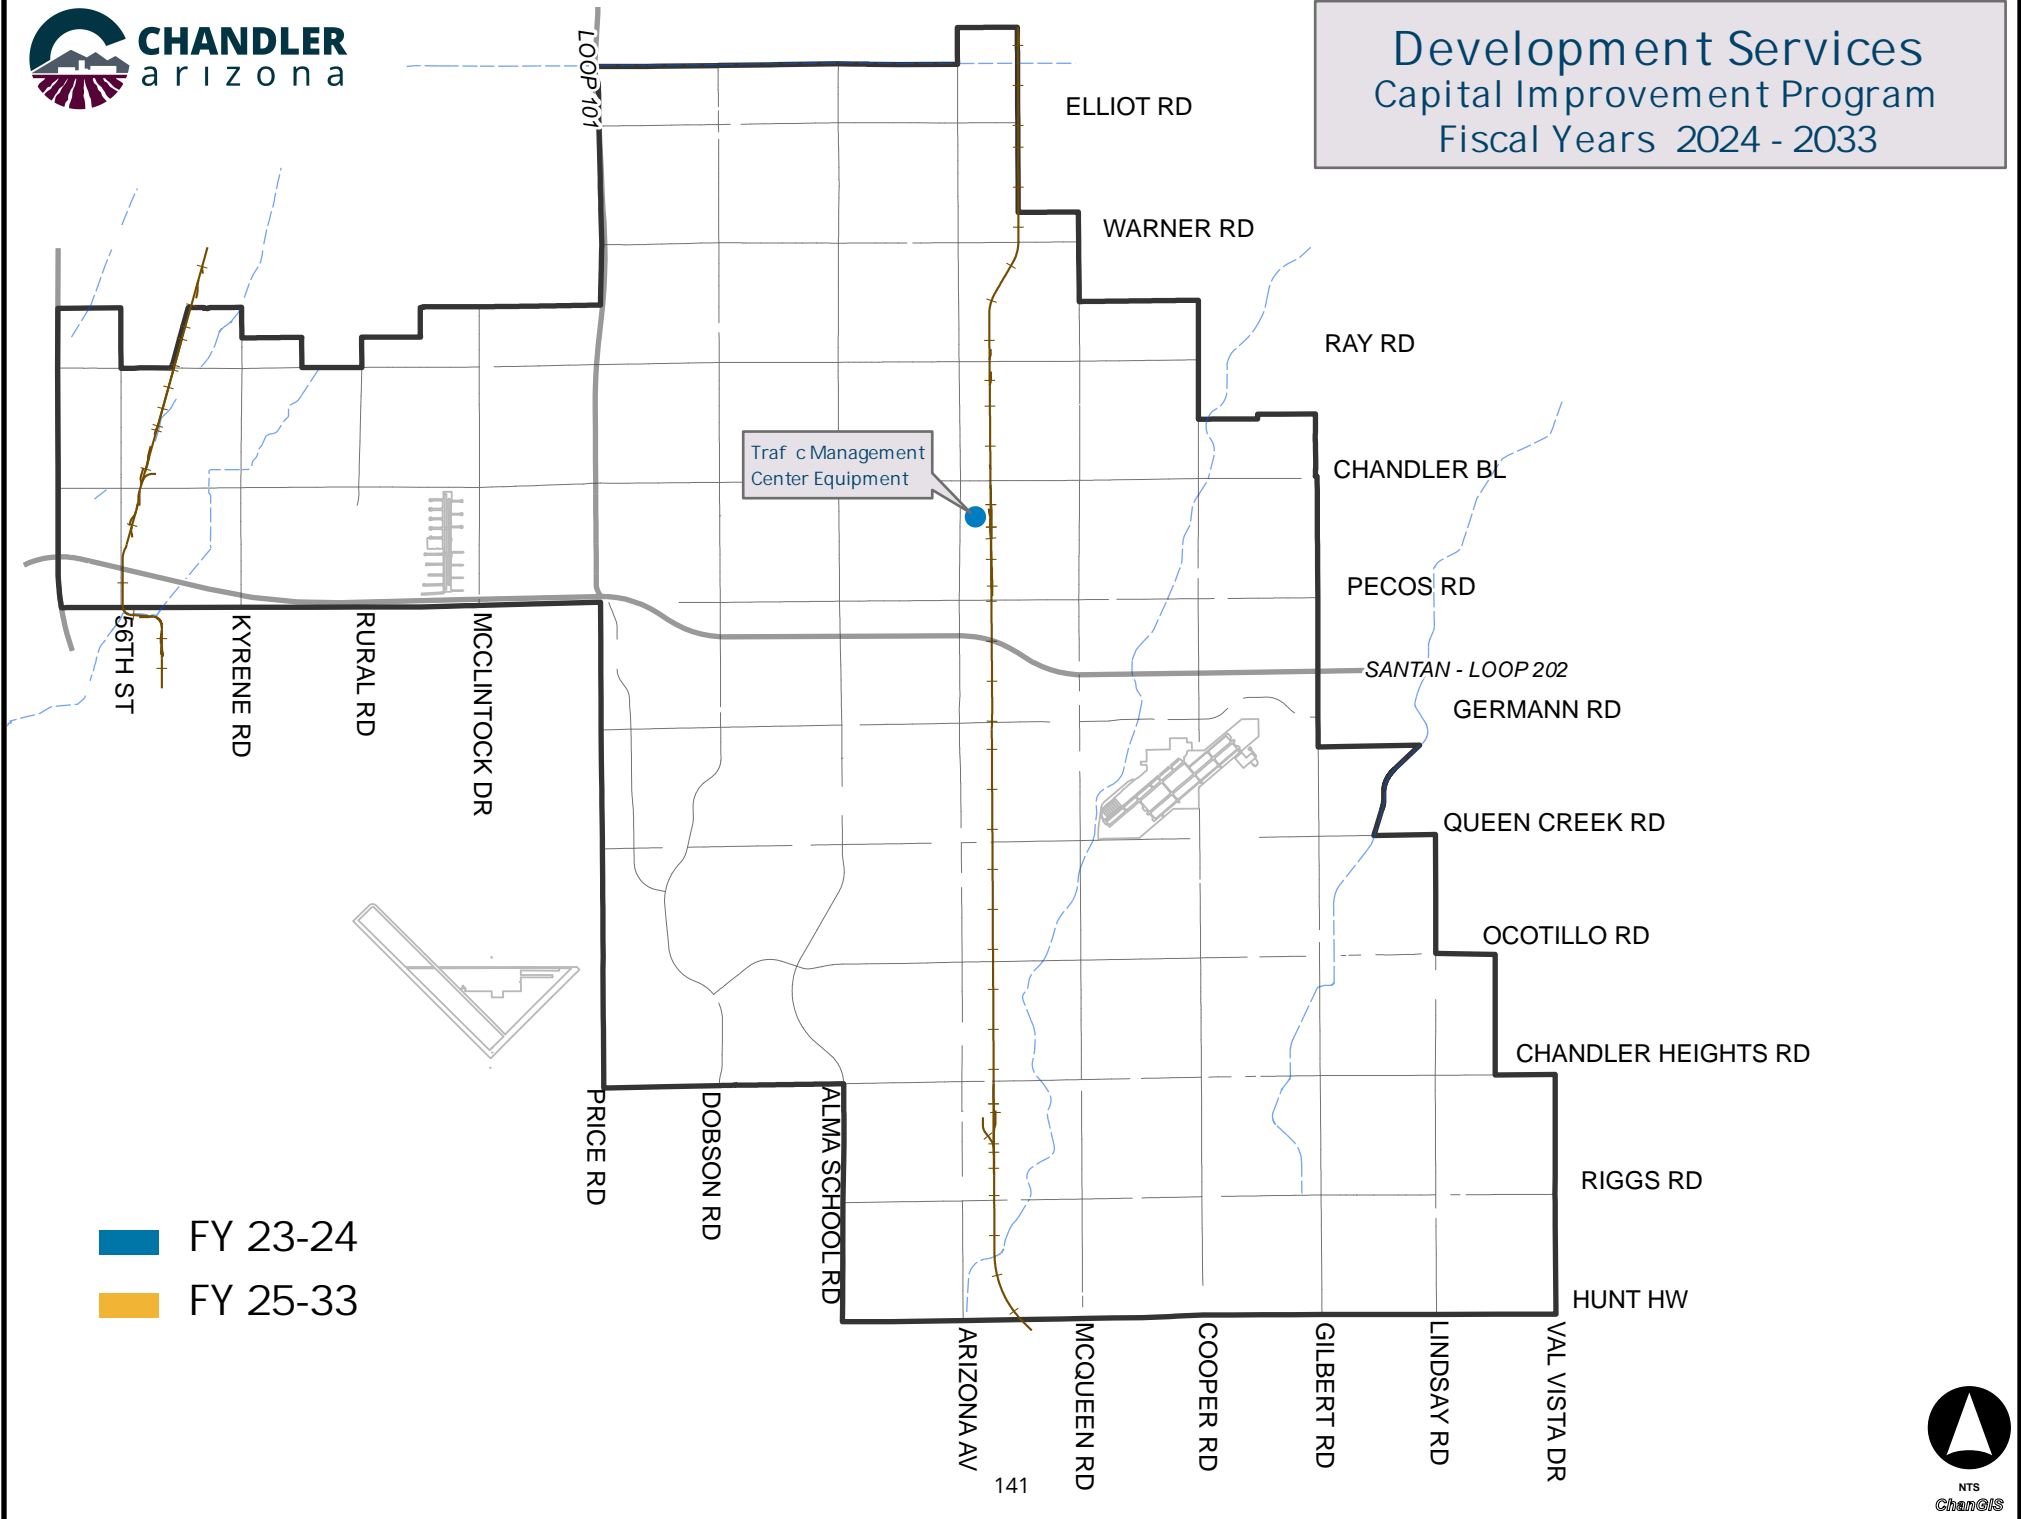 CHANDLER
arizona
Development Services
Capital Improvement Program
Fiscal Years 2024 - 2033
LOOP 101
ELLIOT RD
WARNER RD
RAY RD
CHANDLER BL
Traf c Management
Center Equipment
PECOS RD
SANTAN - LOOP 202
GERMANN RD
QUEEN CREEK RD
OCOTILLO RD
CHANDLER HEIGHTS RD
RIGGS RD
HUNT HW
56TH ST
KYRENE RD
RURAL RD
MCCLINTOCK DR
PRICE RD
DOBSON RD
ALMA SCHOOL RD
ARIZONA AV
MCQUEEN RD
COOPER RD
GILBERT RD
LINDSAY RD
VAL VISTA DR
FY 23-24
FY 25-33
141
NTS
ChanGIS